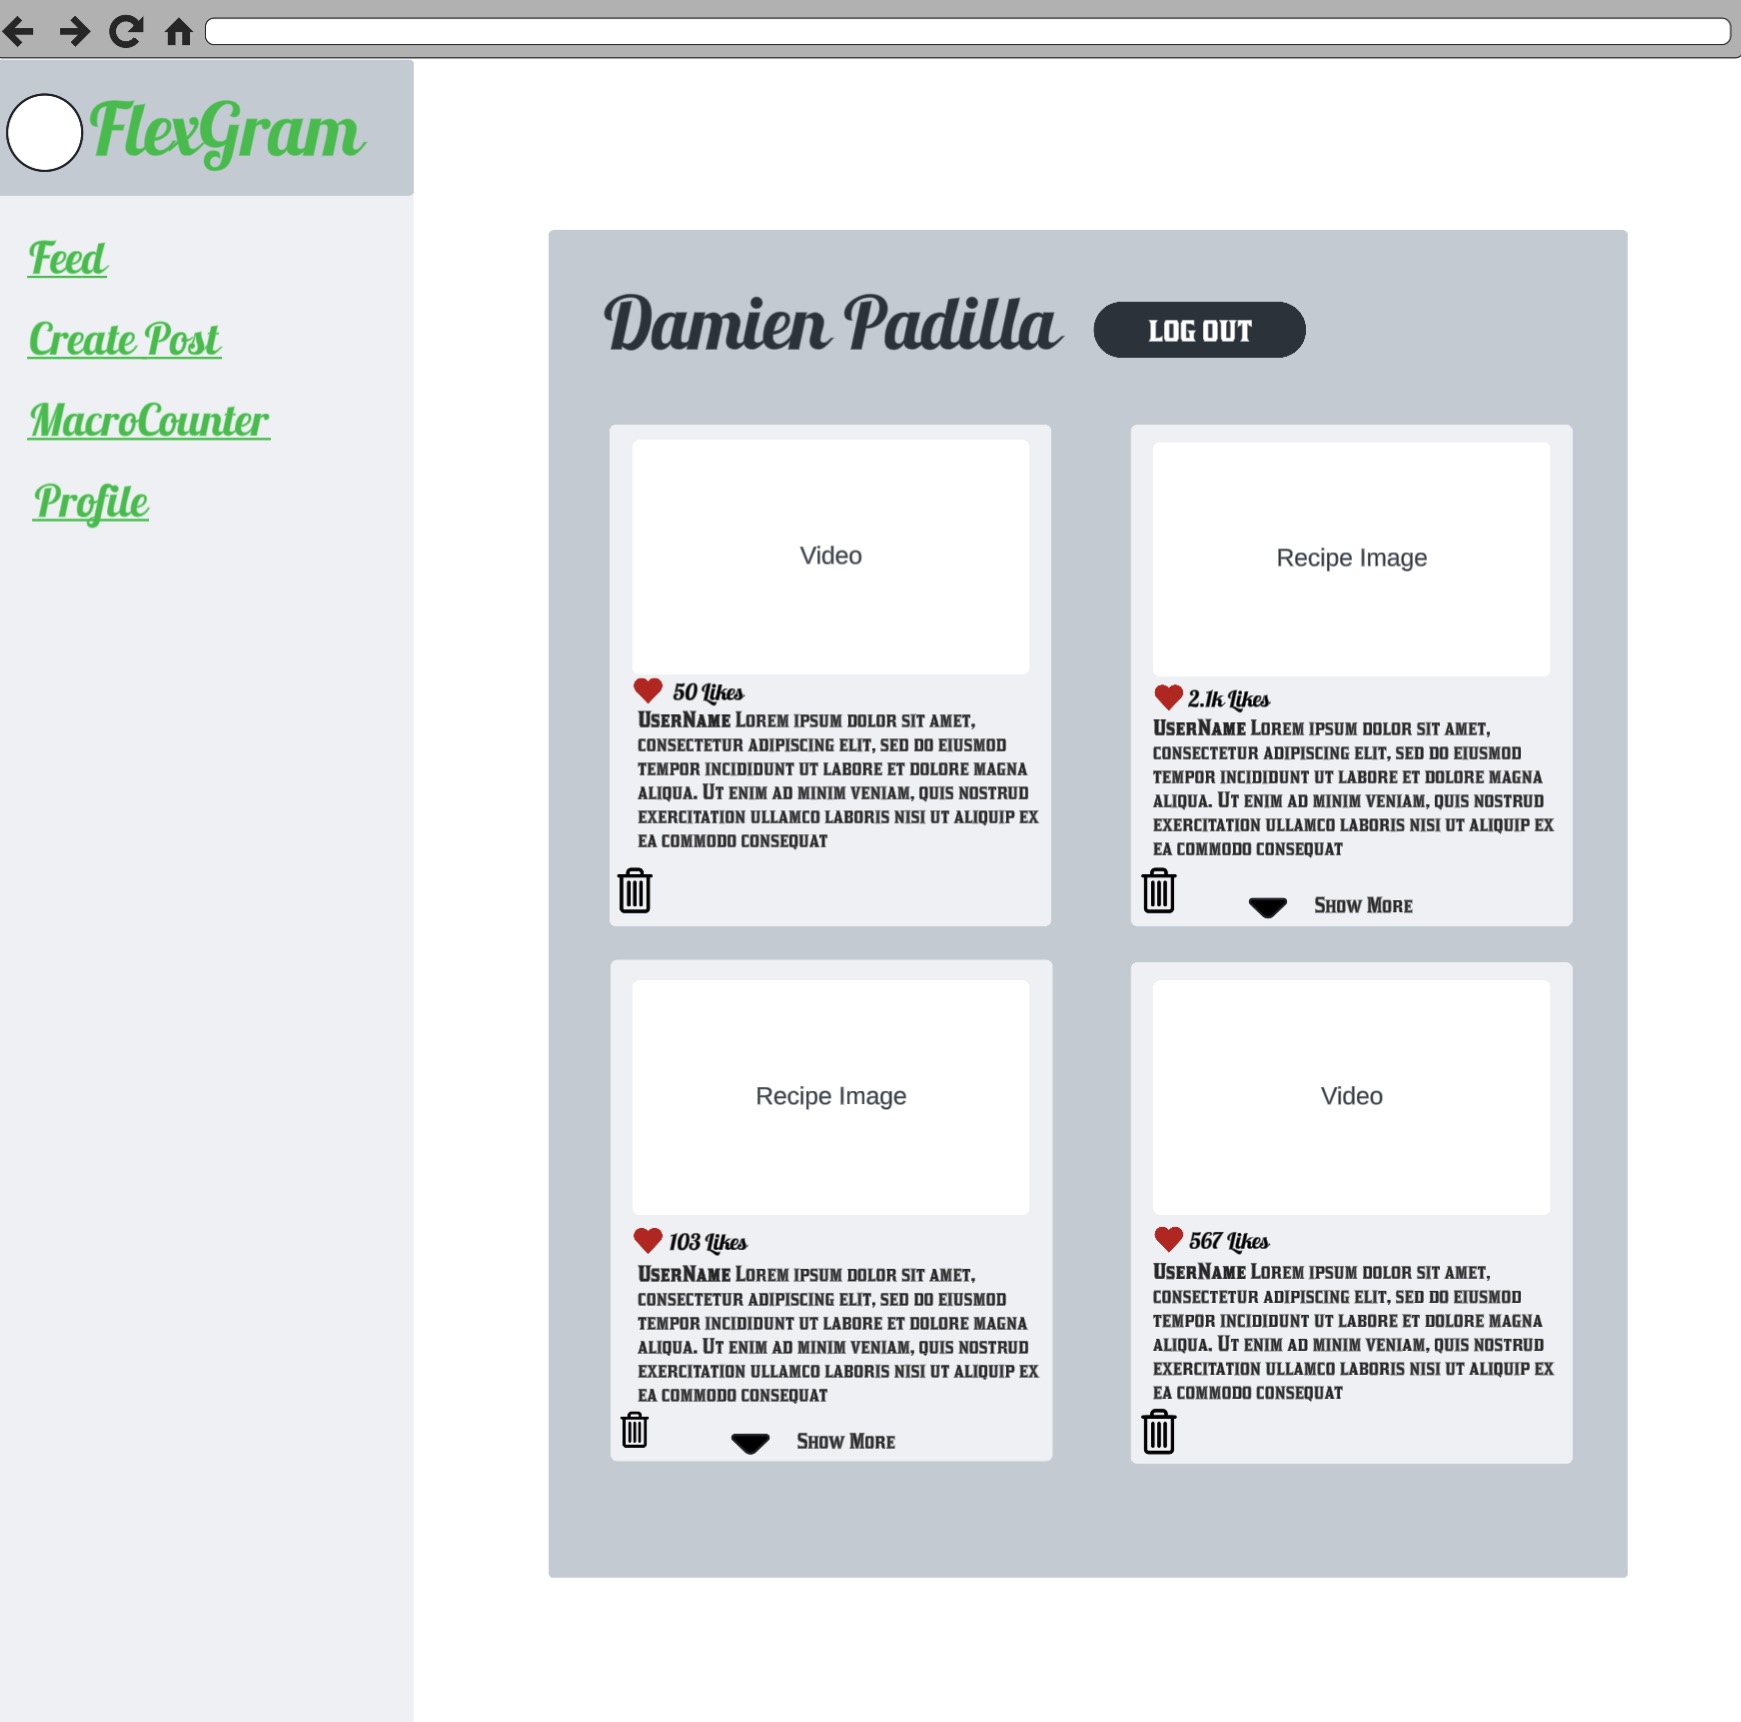 FlexGram
Feed
Create Post
MacroCounter
Profile
Damien Padilla
LOG OUT
Video
50 Likes
UserName Lorem ipsum dolor sit amet,
consectetur adipiscing elit, sed do eiusmod
tempor incididunt ut labore et dolore magna
aliqua. Ut enim ad minim veniam, quis nostrud
exercitation ullamco laboris nisi ut aliquip ex
ea commodo consequat
Recipe Image
2.1k Likes
UserName Lorem ipsum dolor sit amet,
consectetur adipiscing elit, sed do eiusmod
tempor incididunt ut labore et dolore magna
aliqua. Ut enim ad minim veniam, quis nostrud
exercitation ullamco laboris nisi ut aliquip ex
ea commodo consequat
Show More
Recipe Image
103 Likes
UserName Lorem ipsum dolor sit amet,
consectetur adipiscing elit, sed do eiusmod
tempor incididunt ut labore et dolore magna
aliqua. Ut enim ad minim veniam, quis nostrud
exercitation ullamco laboris nisi ut aliquip ex
ea commodo consequat
Show More
Video
567 Likes
UserName Lorem ipsum dolor sit amet,
consectetur adipiscing elit, sed do eiusmod
tempor incididunt ut labore et dolore magna
aliqua. Ut enim ad minim veniam, quis nostrud
exercitation ullamco laboris nisi ut aliquip ex
ea commodo consequat